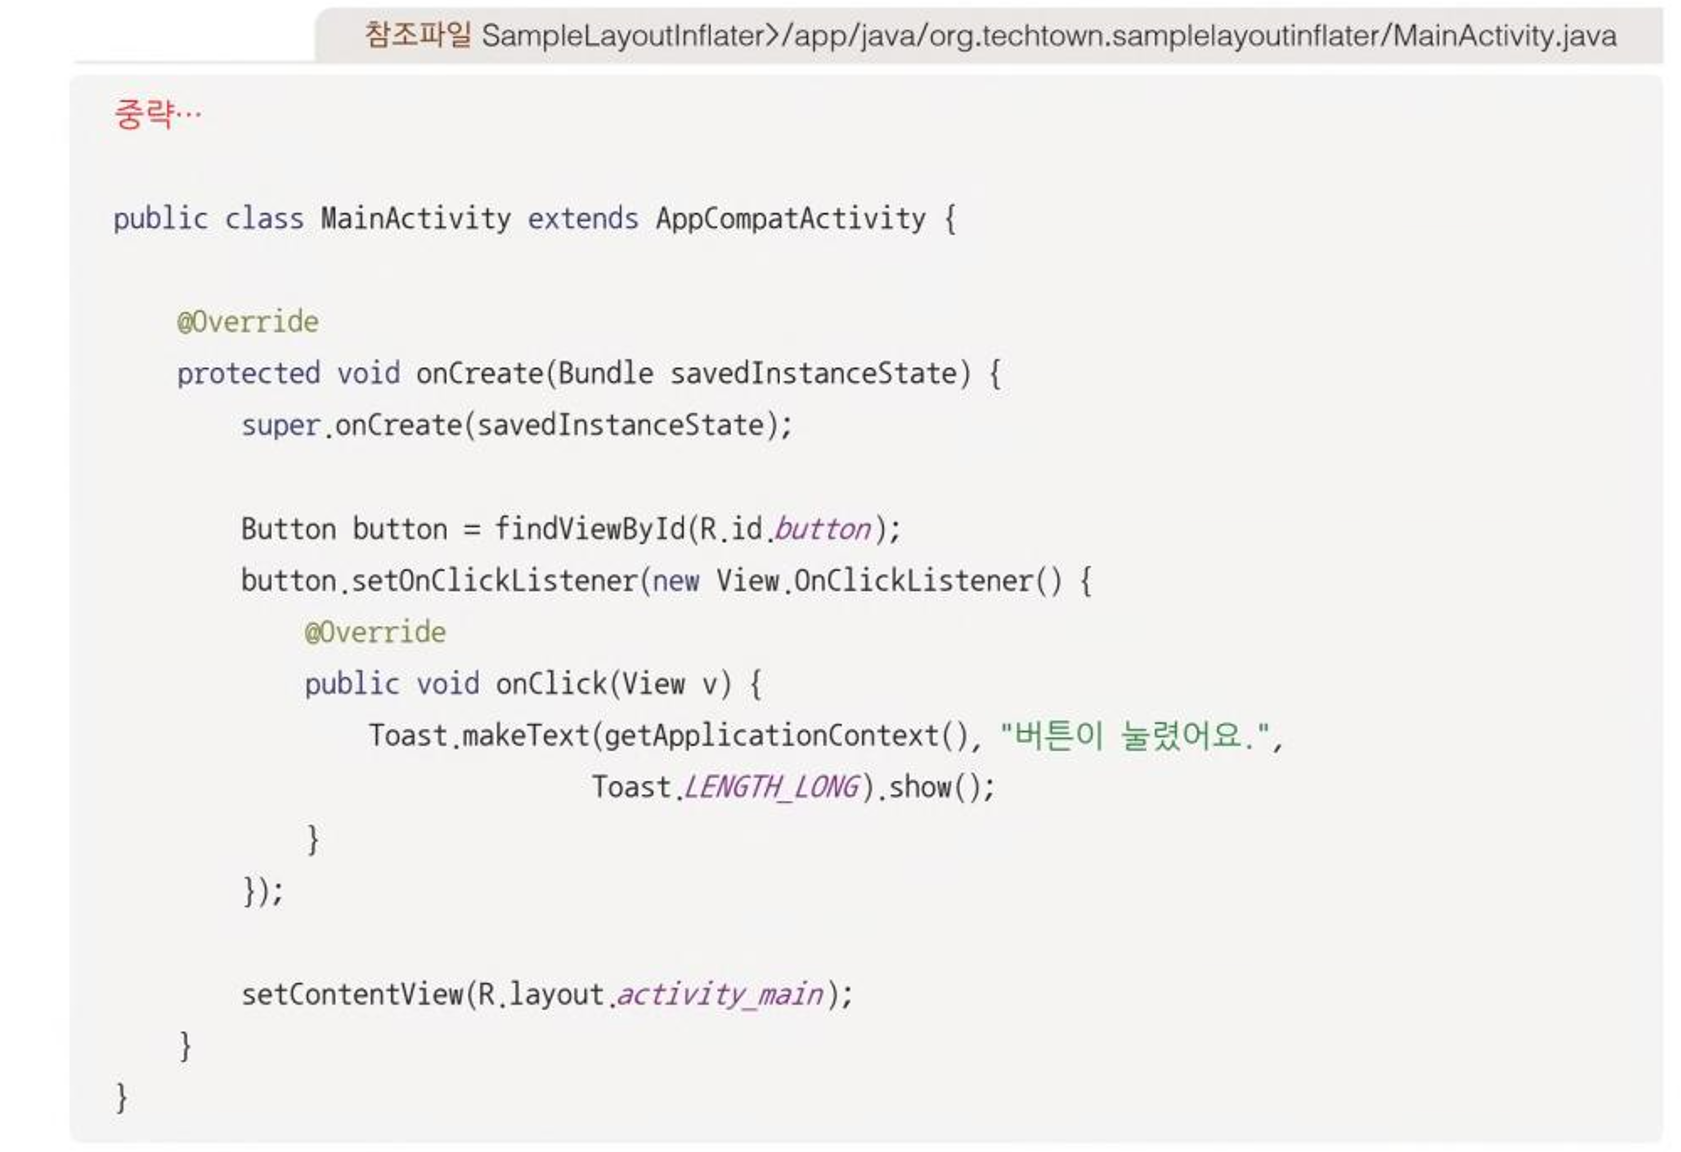 참조파일 SampleLayoutInflater>/app/java/org.techtown.samplelayoutinflater/MainActivity.java
중략…
public class MainActivity extends AppCompatActivity {
@Override
protected void onCreate(Bundle savedInstanceState) {
super.onCreate(savedInstanceState);
Button button = findViewById(R.id.button);
button.setOnClickListener(new View.OnClickListener() {
@Override
public void onClick(View v) {
Toast.makeText(getApplicationContext(), "버튼이 눌렸어요.",
Toast.LENGTH_LONG).show();
}
});
setContentView(R.layout.activity_main);
}
}